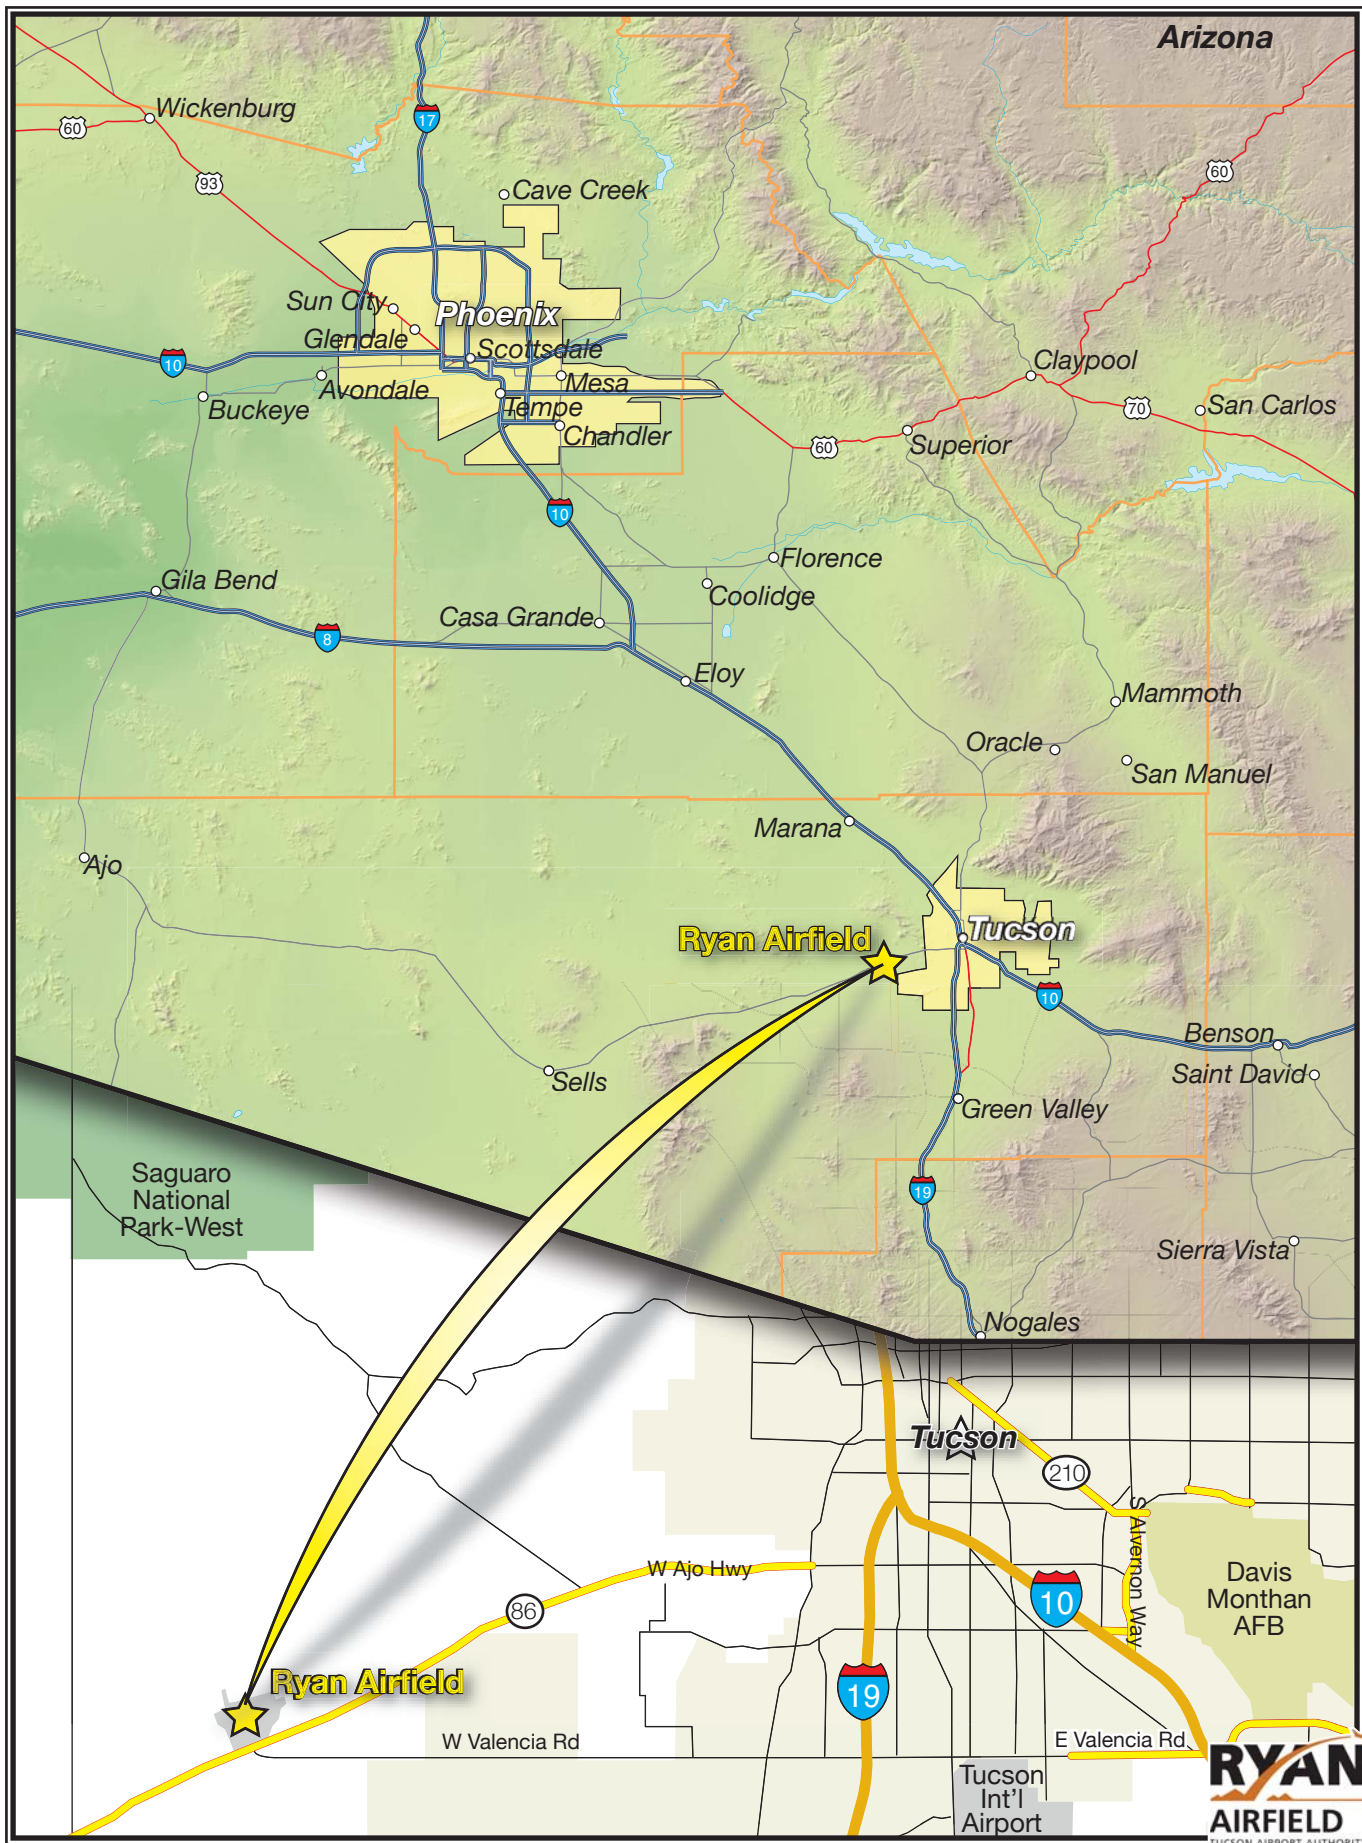 Arizona
Wickenburg
60
17
93
60
Cave Creek
Sun City
Phoenix
Glendale
Scottsdale
10
Claypool
Avondale
Mesa
Buckeye
Tempe
70
San Carlos
Chandler
60
Superior
10
Florence
Gila Bend
Coolidge
Casa Grande
8
Eloy
Mammoth
Oracle
San Manuel
Marana
Ajo
Ryan Airfield
Tucson
10
Benson
Sells
Saint David
Green Valley
Saguaro
National
Park-West
19
Sierra Vista
Nogales
Tucson
210
S Alvernon Way
W Ajo Hwy
86
10
Davis
Monthan
AFB
Ryan Airfield
19
W Valencia Rd
E Valencia Rd
Tucson
Int'l
Airport
RYAN
AIRFIELD
TUCSON AIRPORT AUTHORIT